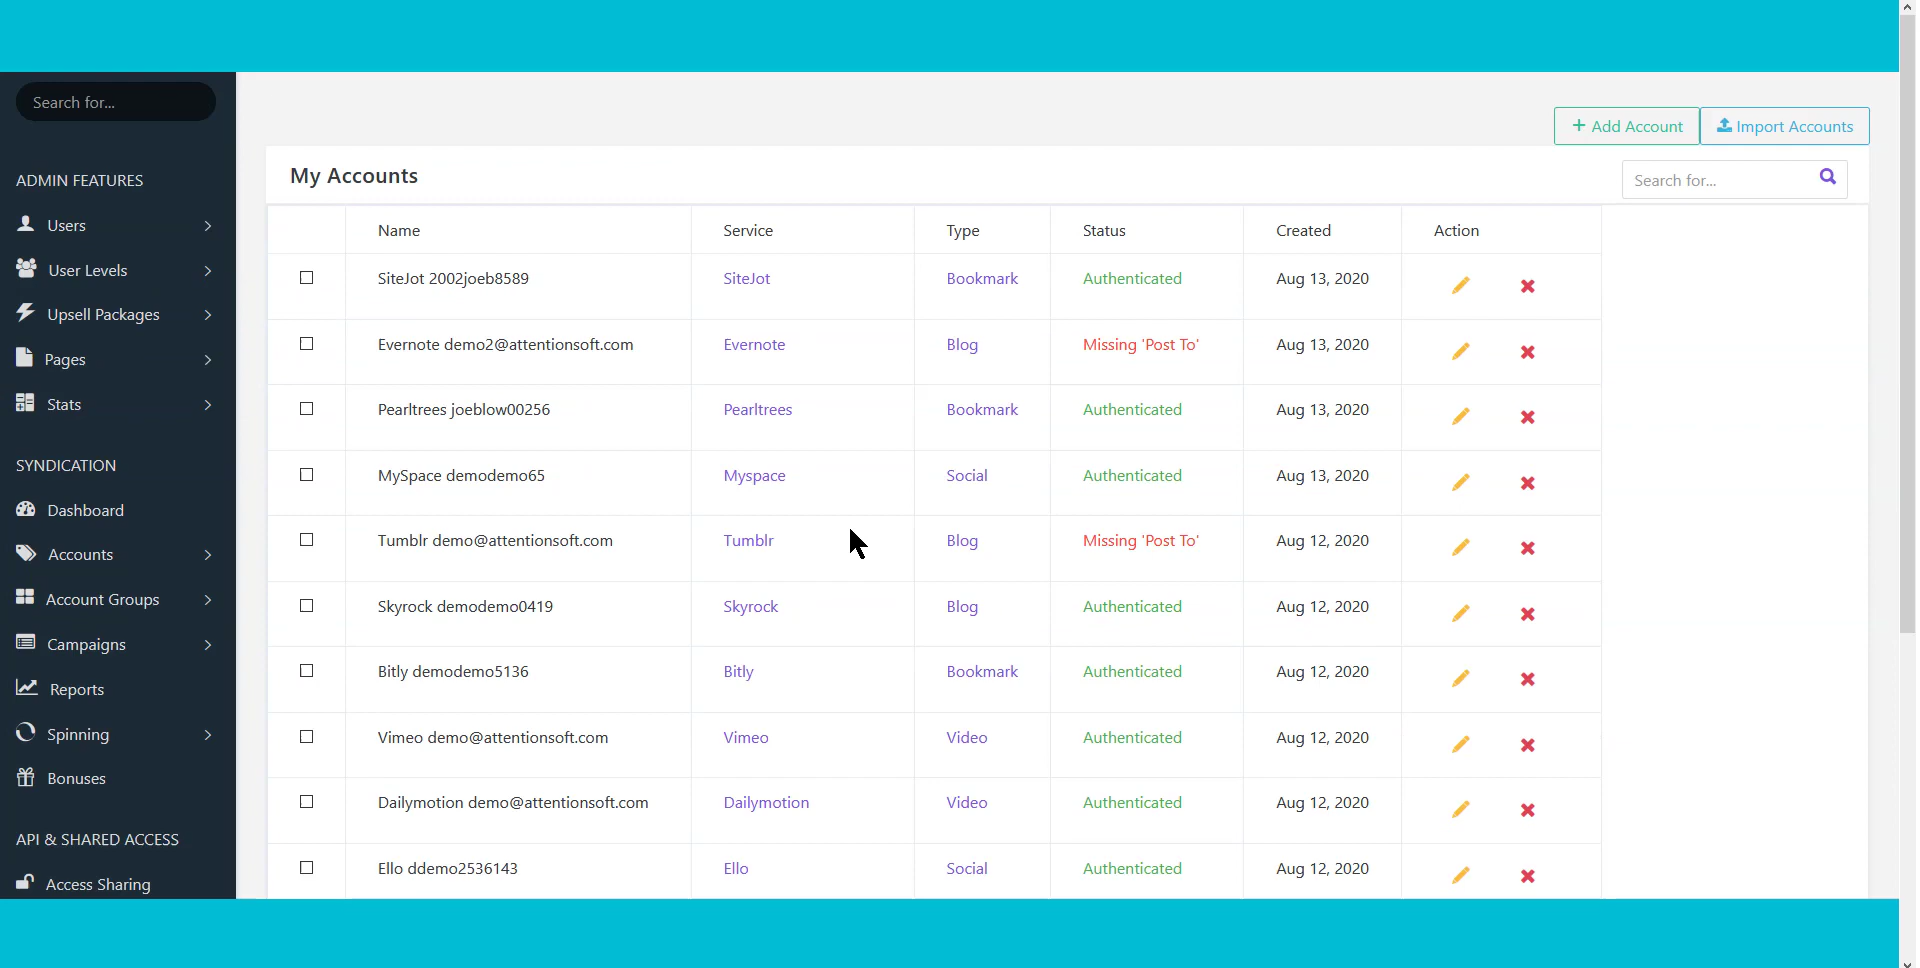 Search for...
ADMIN FEATURES
Users
User Levels
Upsell Packages
Pages
Stats
SYNDICATION
Dashboard
Accounts
Account Groups
Campaigns
Reports
Spinning
Bonuses
API & SHARED ACCESS
Access Sharing
+ Add Account
Import Accounts
My Accounts
Search for...
Name Service Type Status Created Action
SiteJot 2002joeb8589 SiteJot Bookmark Authenticated Aug 13, 2020
Evernote demo2@attentionsoft.com Evernote Blog Missing 'Post To' Aug 13, 2020
Pearltrees joeblow00256 Pearltrees Bookmark Authenticated Aug 13, 2020
MySpace demodemo65 Myspace Social Authenticated Aug 13, 2020
Tumblr demo@attentionsoft.com Tumblr Blog Missing 'Post To' Aug 12, 2020
Skyrock demodemo0419 Skyrock Blog Authenticated Aug 12, 2020
Bitly demodemo5136 Bitly Bookmark Authenticated Aug 12, 2020
Vimeo demo@attentionsoft.com Vimeo Video Authenticated Aug 12, 2020
Dailymotion demo@attentionsoft.com Dailymotion Video Authenticated Aug 12, 2020
Ello ddemo2536143 Ello Social Authenticated Aug 12, 2020